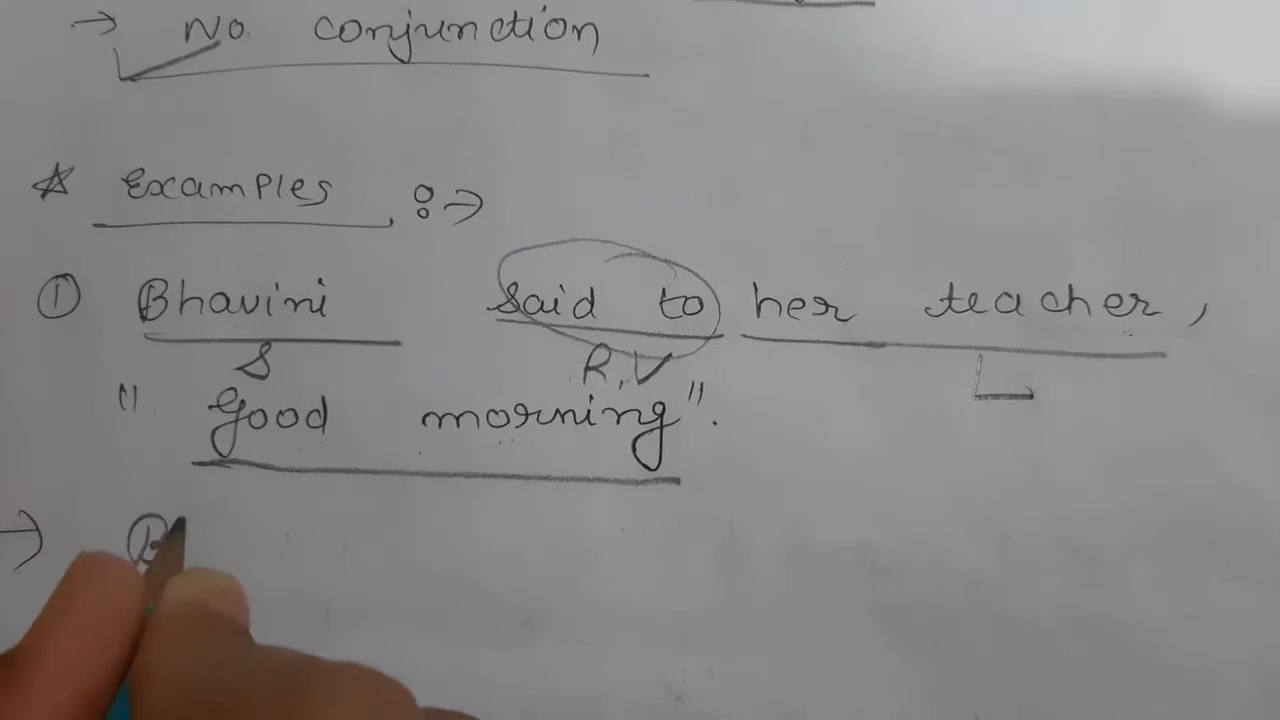 → No conjunction
☆ Examples :→
① Bhavini said to her teacher,
S R.V L
" Good morning".
→ B